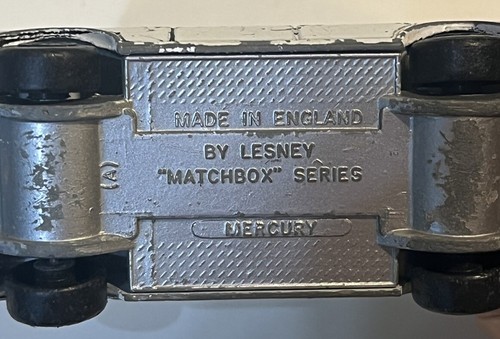 MADE IN ENGLAND
BY LESNEY
"MATCHBOX" SERIES
(A)
MERCURY